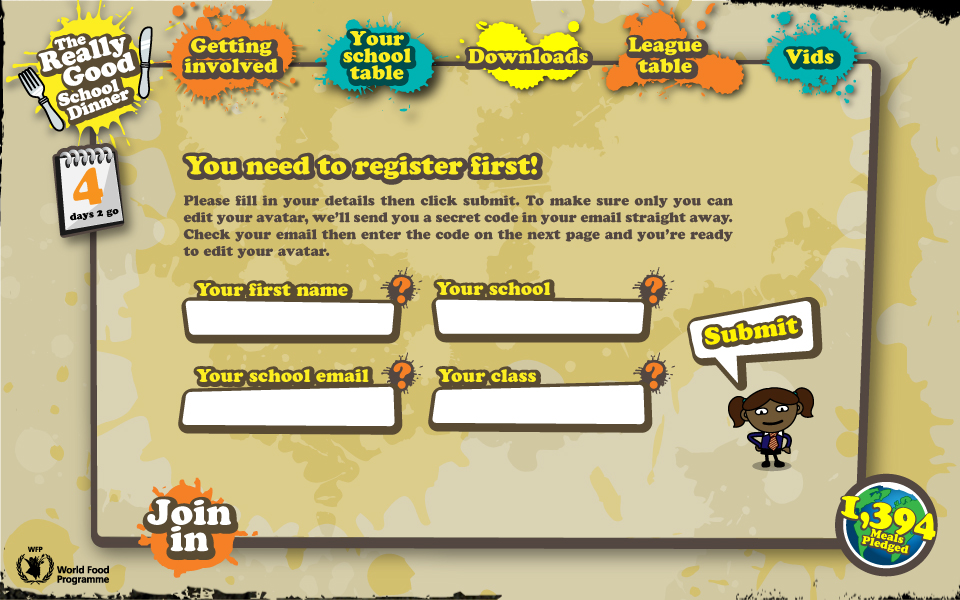 The
Really
Good
School
Dinner
Getting
involved
Your
school
table
Downloads
League
table
Vids
4
days 2 go
You need to register first!
Please fill in your details then click submit. To make sure only you can
edit your avatar, we'll send you a secret code in your email straight away.
Check your email then enter the code on the next page and you're ready
to edit your avatar.
Your first name
?
Your school
?
Your school email
?
Your class
?
Submit
Join
in
1,394
Meals
Pledged
WFP
World Food
Programme